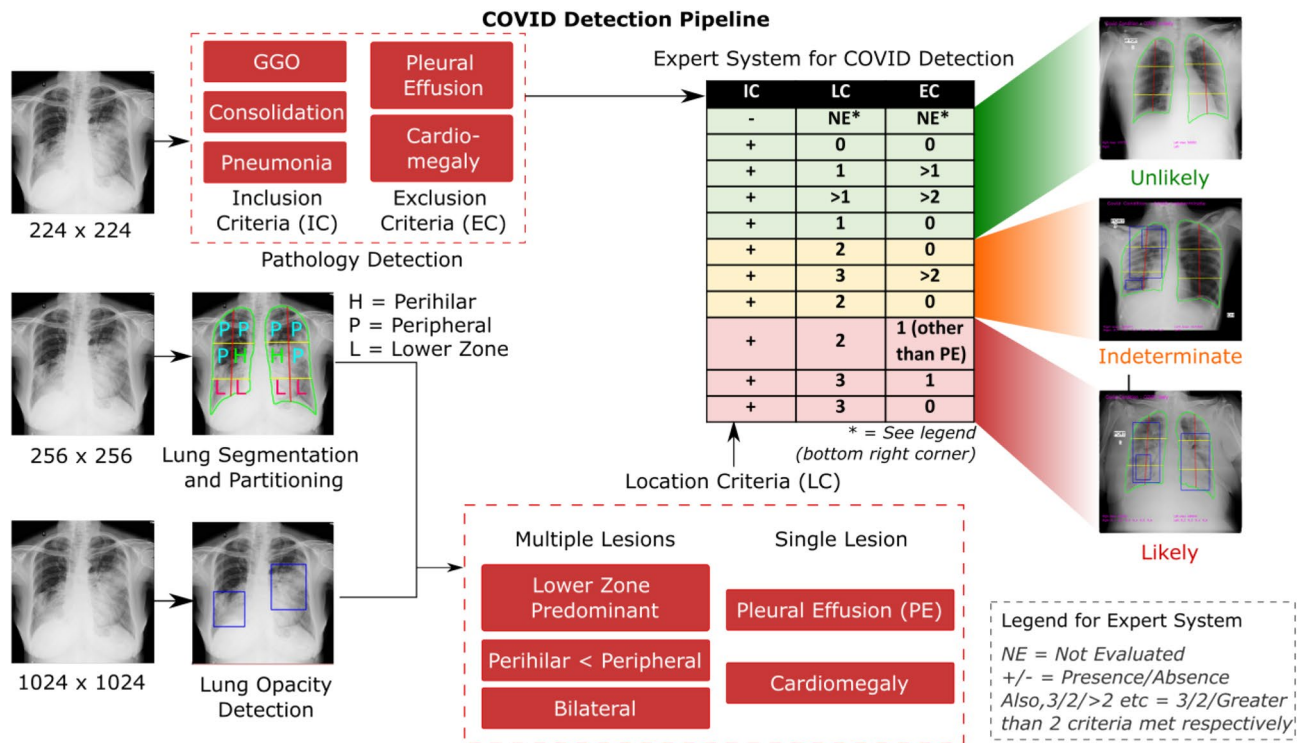 COVID Detection Pipeline
GGO
Consolidation
Pneumonia
Inclusion
Criteria (IC)
Pleural
Effusion
Cardio-
megaly
Exclusion
Criteria (EC)
Pathology Detection
224 x 224
Expert System for COVID Detection
IC LC EC
- NE* NE*
+ 0 0
+ 1 >1
+ >1 >2
+ 1 0
+ 2 0
+ 3 >2
+ 2 0
+ 2 1 (other
than PE)
+ 3 1
+ 3 0
* = See legend
(bottom right corner)
Location Criteria (LC)
Unlikely
Indeterminate
Likely
256 x 256
P P P P
P H H P
L L L L
H = Perihilar
P = Peripheral
L = Lower Zone
Lung Segmentation
and Partitioning
1024 x 1024
Lung Opacity
Detection
Multiple Lesions
Lower Zone
Predominant
Perihilar < Peripheral
Bilateral
Single Lesion
Pleural Effusion (PE)
Cardiomegaly
Legend for Expert System
NE = Not Evaluated
+/- = Presence/Absence
Also,3/2/>2 etc = 3/2/Greater
than 2 criteria met respectively